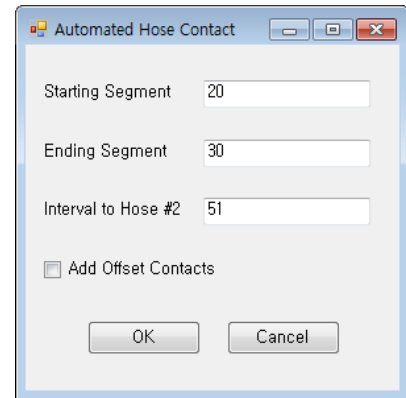 Automated Hose Contact
Starting Segment 20
Ending Segment 30
Interval to Hose #2 51
Add Offset Contacts
OK Cancel